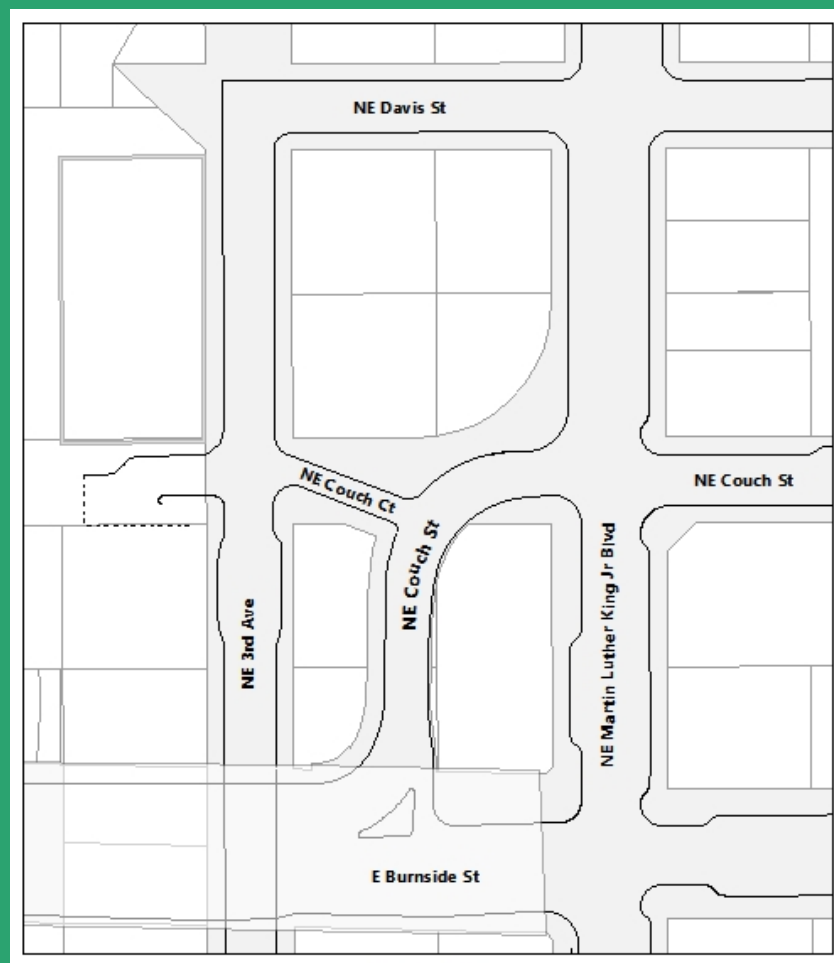 NE Davis St
NE Couch Ct
NE Couch St
NE Couch St
NE 3rd Ave
NE Martin Luther King Jr Blvd
E Burnside St